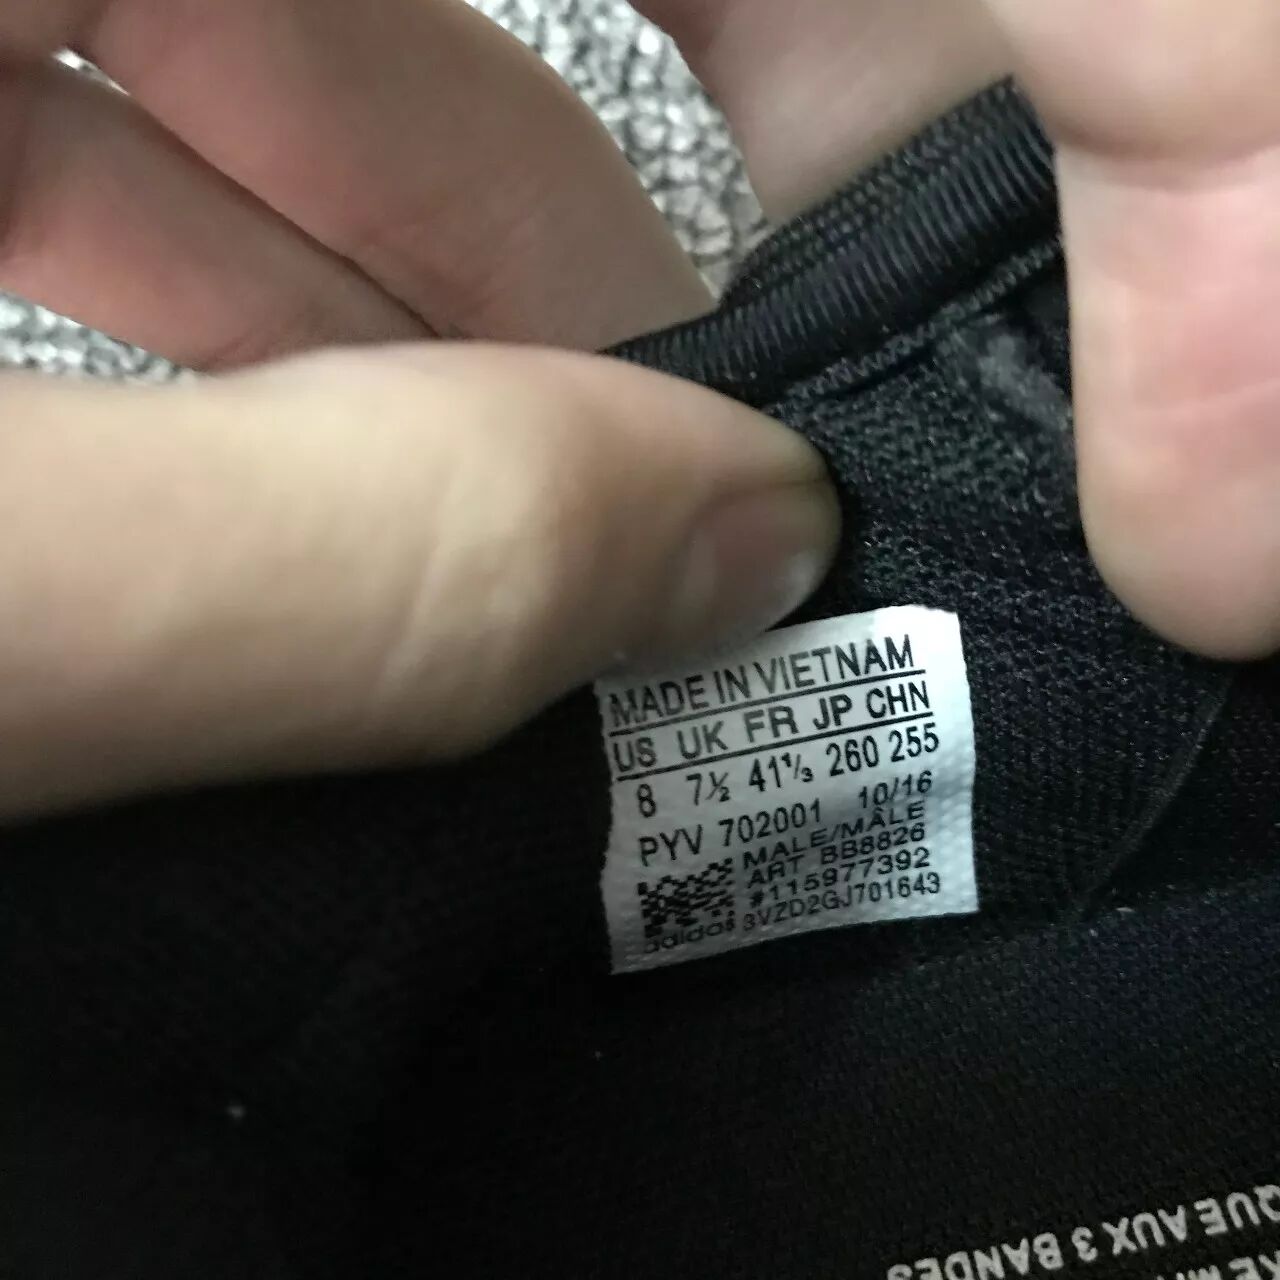 MADE IN VIETNAM
US UK FR JP CHN
8 7½ 41⅓ 260 255
PYV 702001 10/16
MALE/MÂLE
ART BB8826
#115977392
adidas 3VZD2GJ701643
QUE AUX 3 BANDES